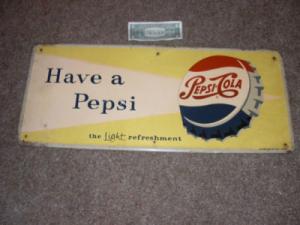 Have a
Pepsi
PEPSI-COLA
the light refreshment